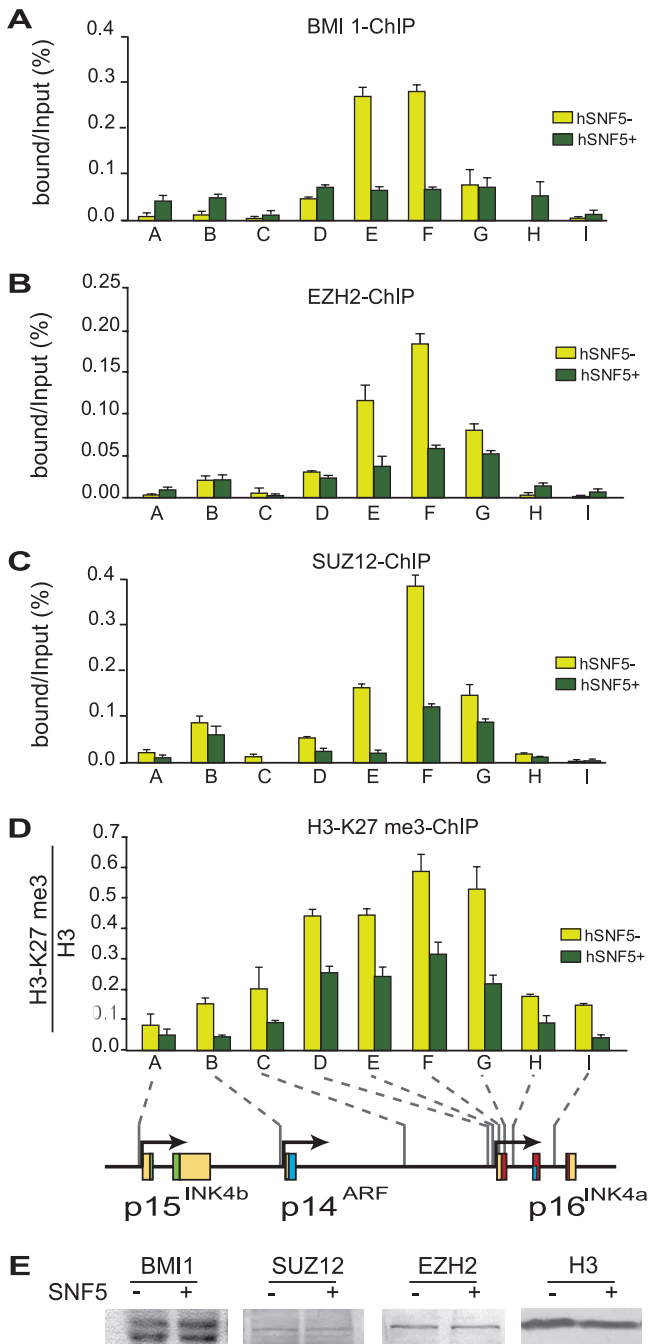 A
BMI 1-ChIP
bound/Input (%)
0.4
0.3
0.2
0.1
0.0
hSNF5-
hSNF5+
A B C D E F G H I
B
EZH2-ChIP
bound/Input (%)
0.25
0.20
0.15
0.10
0.05
0.00
hSNF5-
hSNF5+
A B C D E F G H I
C
SUZ12-ChIP
bound/Input (%)
0.4
0.3
0.2
0.1
0.0
hSNF5-
hSNF5+
A B C D E F G H I
D
H3-K27 me3-ChIP
H3-K27 me3
H3
0.7
0.6
0.5
0.4
0.3
0.2
0.1
0.0
hSNF5-
hSNF5+
A B C D E F G H I
p15INK4b p14ARF p16INK4a
E
BMI1 SUZ12 EZH2 H3
SNF5 - + - + - + - +